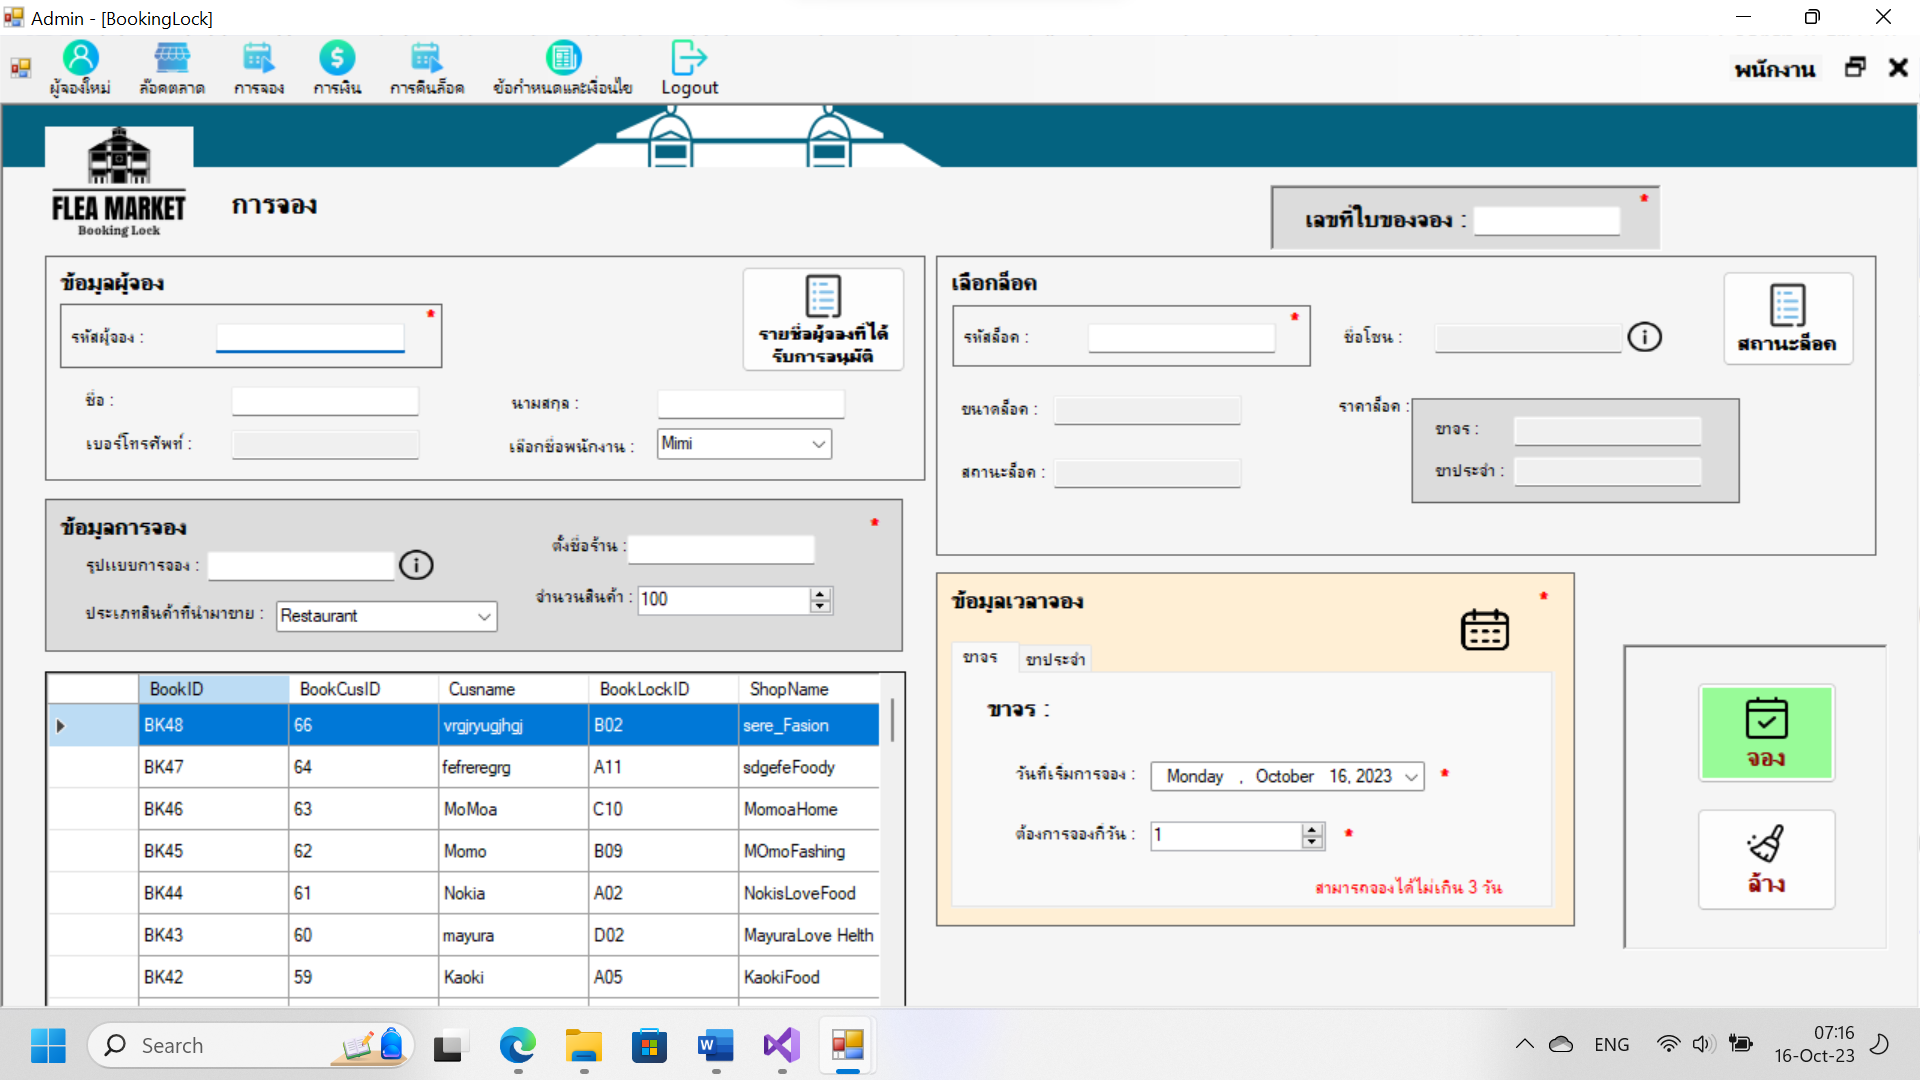 Admin - [BookingLock]
ผู้จองใหม่ ล๊อคตลาด การจอง การเงิน การคืนล็อค ข้อกำหนดและเงื่อนไข Logout พนักงาน
FLEA MARKET
Booking Lock
การจอง
เลขที่ใบของจอง : *
ข้อมูลผู้จอง
รหัสผู้จอง : *
รายชื่อผู้จองที่ได้
รับการอนุมัติ
ชื่อ : นามสกุล :
เบอร์โทรศัพท์ : เลือกชื่อพนักงาน : Mimi
เลือกล็อค
รหัสล็อค : * ชื่อโซน : i
สถานะล็อค
ขนาดล็อค : ราคาล็อค :
ขาจร :
สถานะล็อค : ขาประจำ :
ข้อมูลการจอง *
ตั้งชื่อร้าน :
รูปแบบการจอง : i
จำนวนสินค้า : 100
ประเภทสินค้าที่นำมาขาย : Restaurant
ข้อมูลเวลาจอง *
ขาจร ขาประจำ
ขาจร :
วันที่เริ่มการจอง : Monday , October 16, 2023 *
ต้องการจองกี่วัน : 1 *
สามารถจองได้ไม่เกิน 3 วัน
จอง
ล้าง
BookID BookCusID Cusname BookLockID ShopName
BK48 66 vrgjryugjhgj B02 sere_Fasion
BK47 64 fefreregrg A11 sdgefeFoody
BK46 63 MoMoa C10 MomoaHome
BK45 62 Momo B09 MOmoFashing
BK44 61 Nokia A02 NokisLoveFood
BK43 60 mayura D02 MayuraLove Helth
BK42 59 Kaoki A05 KaokiFood
Search
ENG
07:16
16-Oct-23